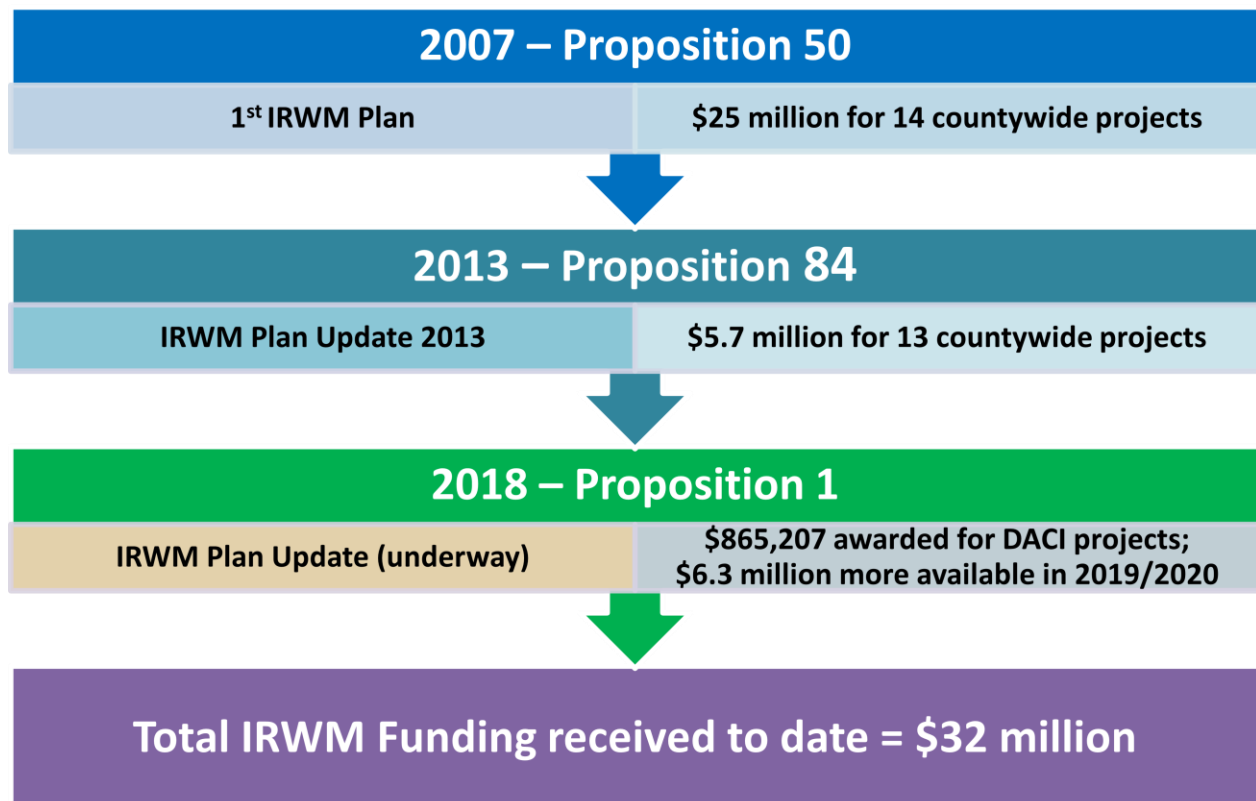 2007 – Proposition 50
1st IRWM Plan
$25 million for 14 countywide projects
2013 – Proposition 84
IRWM Plan Update 2013
$5.7 million for 13 countywide projects
2018 – Proposition 1
IRWM Plan Update (underway)
$865,207 awarded for DACI projects;
$6.3 million more available in 2019/2020
Total IRWM Funding received to date = $32 million